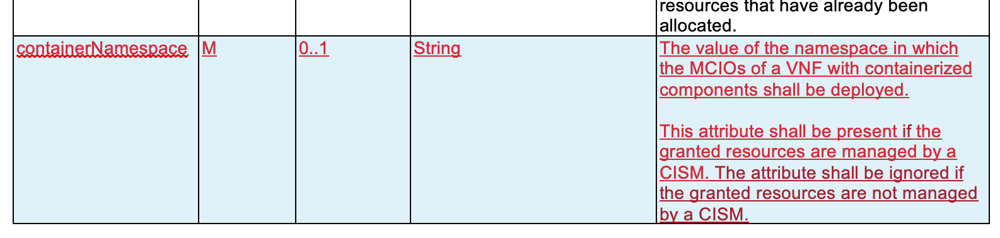 resources that have already been
allocated.
containerNamespace M 0..1 String The value of the namespace in which
the MCIOs of a VNF with containerized
components shall be deployed.
This attribute shall be present if the
granted resources are managed by a
CISM. The attribute shall be ignored if
the granted resources are not managed
by a CISM.